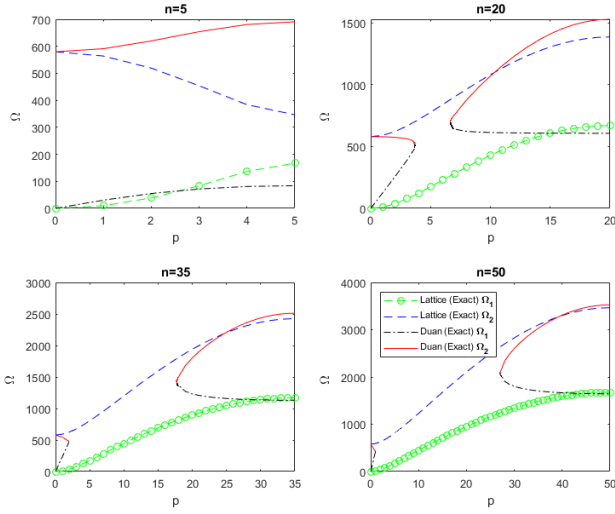 n=5
700
600
500
400
300
200
100
0
Ω
0 1 2 3 4 5
p
n=20
1500
1000
500
0
Ω
0 5 10 15 20
p
n=35
3000
2500
2000
1500
1000
500
0
Ω
0 5 10 15 20 25 30 35
p
n=50
4000
3000
2000
1000
0
Ω
Lattice (Exact) Ω₁
Lattice (Exact) Ω₂
Duan (Exact) Ω₁
Duan (Exact) Ω₂
0 10 20 30 40 50
p